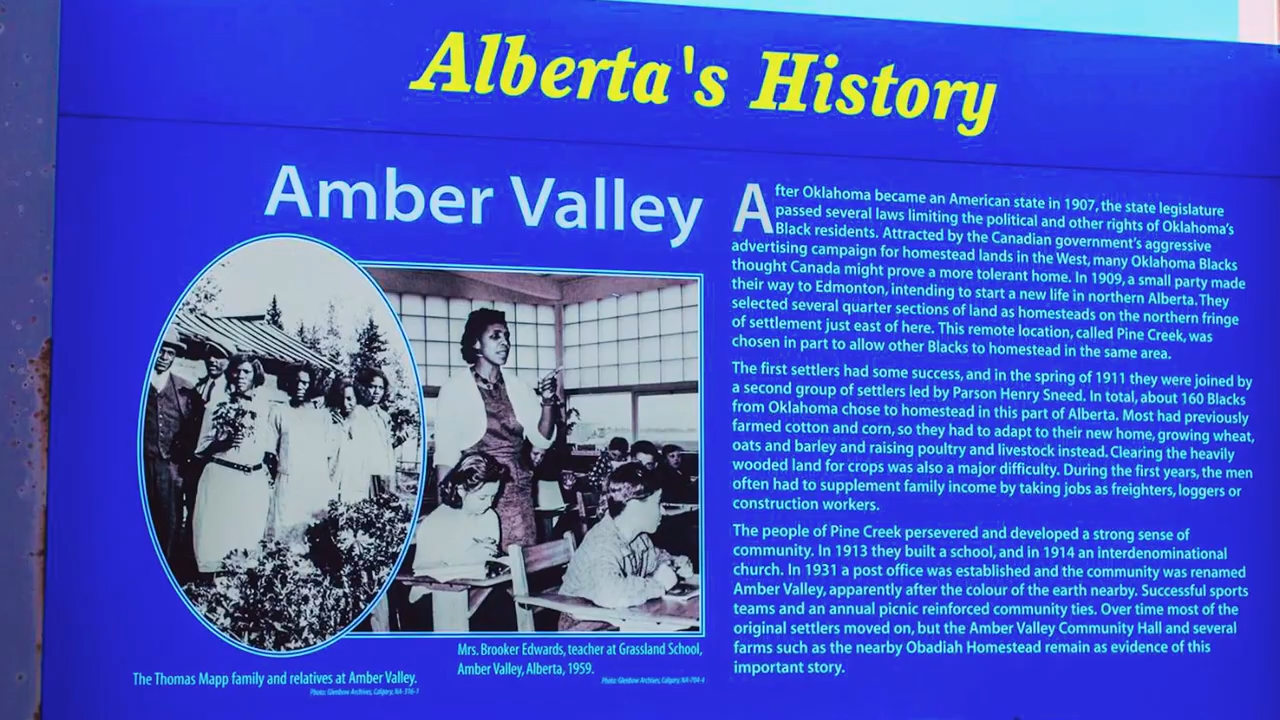 Alberta's History
Amber Valley
After Oklahoma became an American state in 1907, the state legislature
passed several laws limiting the political and other rights of Oklahoma's
Black residents. Attracted by the Canadian government's aggressive
advertising campaign for homestead lands in the West, many Oklahoma Blacks
thought Canada might prove a more tolerant home. In 1909, a small party made
their way to Edmonton, intending to start a new life in northern Alberta. They
selected several quarter sections of land as homesteads on the northern fringe
of settlement just east of here. This remote location, called Pine Creek, was
chosen in part to allow other Blacks to homestead in the same area.
The first settlers had some success, and in the spring of 1911 they were joined by
a second group of settlers led by Parson Henry Sneed. In total, about 160 Blacks
from Oklahoma chose to homestead in this part of Alberta. Most had previously
farmed cotton and corn, so they had to adapt to their new home, growing wheat,
oats and barley and raising poultry and livestock instead. Clearing the heavily
wooded land for crops was also a major difficulty. During the first years, the men
often had to supplement family income by taking jobs as freighters, loggers or
construction workers.
The people of Pine Creek persevered and developed a strong sense of
community. In 1913 they built a school, and in 1914 an interdenominational
church. In 1931 a post office was established and the community was renamed
Amber Valley, apparently after the colour of the earth nearby. Successful sports
teams and an annual picnic reinforced community ties. Over time most of the
original settlers moved on, but the Amber Valley Community Hall and several
farms such as the nearby Obadiah Homestead remain as evidence of this
important story.
The Thomas Mapp family and relatives at Amber Valley.
Photo: Glenbow Archives, Calgary, NA-316-1
Mrs. Brooker Edwards, teacher at Grassland School,
Amber Valley, Alberta, 1959.
Photo: Glenbow Archives, Calgary, NA-704-4